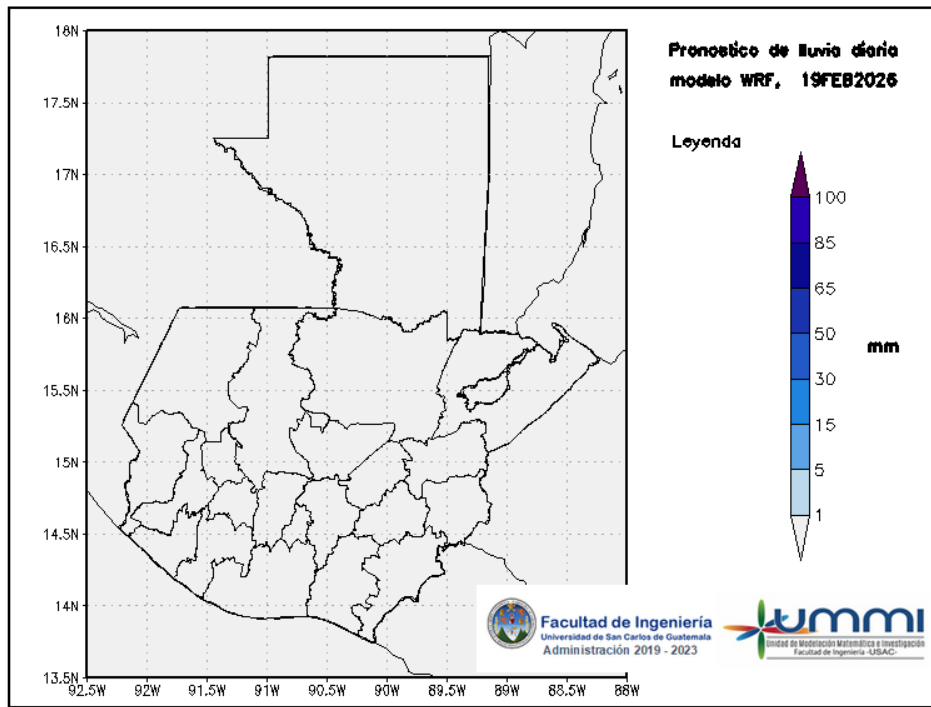 Pronostico de lluvia diaria
modelo WRF, 19FEB2026
Leyenda
100
85
65
50
30
15
5
1
mm
18N
17.5N
17N
16.5N
16N
15.5N
15N
14.5N
14N
13.5N
92.5W 92W 91.5W 91W 90.5W 90W 89.5W 89W 88.5W 88W
Facultad de Ingeniería
Universidad de San Carlos de Guatemala
Administración 2019 - 2023
ummi
Unidad de Modelación Matemática e Investigación
Facultad de Ingeniería -USAC-